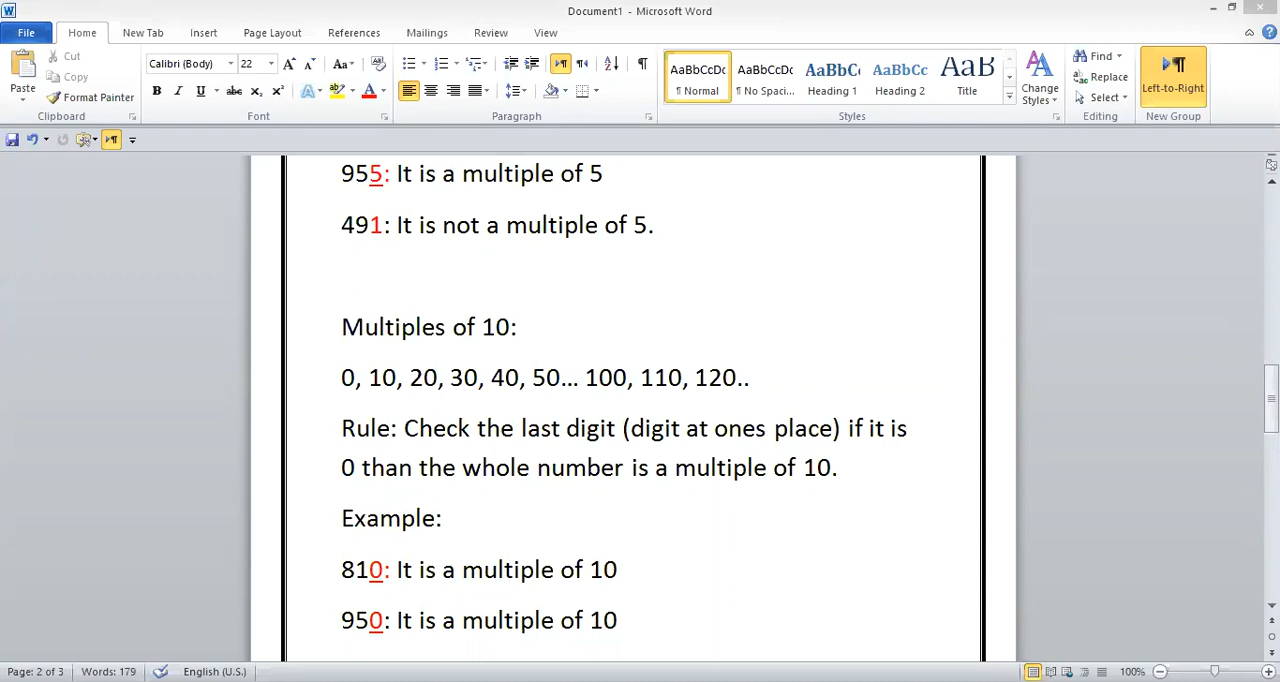 Document1 - Microsoft Word
File Home New Tab Insert Page Layout References Mailings Review View
Paste
Cut
Copy
Format Painter
Clipboard
Calibri (Body) 22
Aa
B I U abc x₂ x² A ab A
Font
Paragraph
AaBbCcDc AaBbCcDc AaBbC AaBbCc AaB
¶ Normal ¶ No Spaci... Heading 1 Heading 2 Title
Change Styles
Styles
Find
Replace
Select
Editing
Left-to-Right
New Group
955: It is a multiple of 5
491: It is not a multiple of 5.
Multiples of 10:
0, 10, 20, 30, 40, 50... 100, 110, 120..
Rule: Check the last digit (digit at ones place) if it is
0 than the whole number is a multiple of 10.
Example:
810: It is a multiple of 10
950: It is a multiple of 10
Page: 2 of 3 Words: 179 English (U.S.) 100%